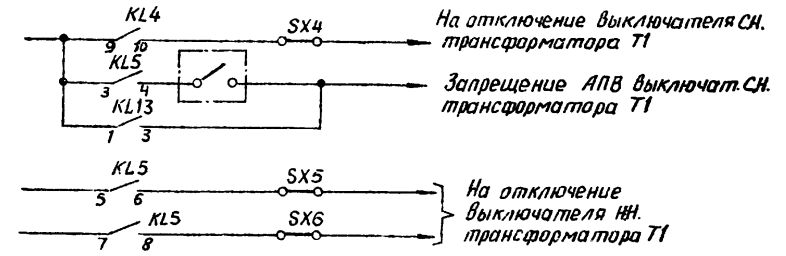 KL4
SX4
9 10
На отключение выключателя СН.
трансформатора Т1
KL5
3 4
Запрещение АПВ выключат. СН.
трансформатора Т1
KL13
1 3
KL5
SX5
5 6
KL5
SX6
7 8
На отключение
выключателя НН.
трансформатора Т1